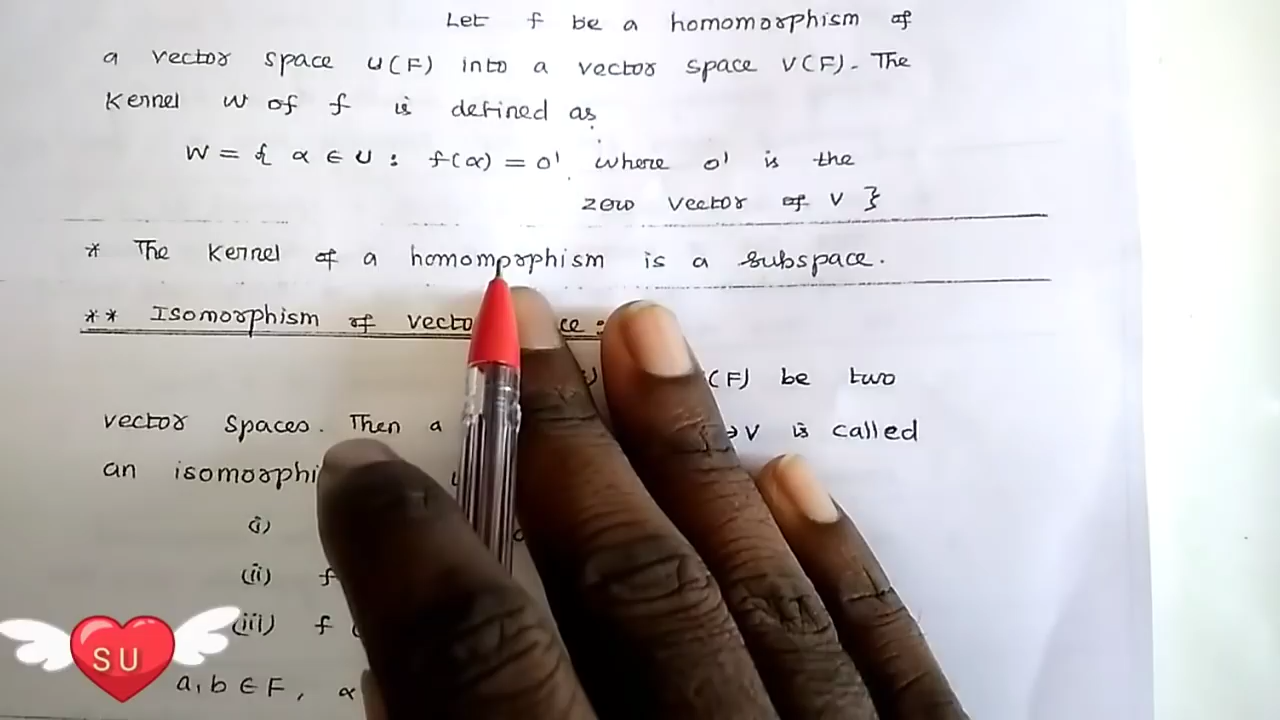 Let f be a homomorphism of
a vector space U(F) into a vector space V(F). The
Kernel W of f is defined as
W = { α ∈ U : f(α) = 0' where 0' is the
zero vector of V }
* The Kernel of a homomorphism is a subspace.
** Isomorphism of
(F) be two
vector spaces. Then a → V is called
an
(i)
(ii) f
(iii) f
a, b ∈ F, α
SU